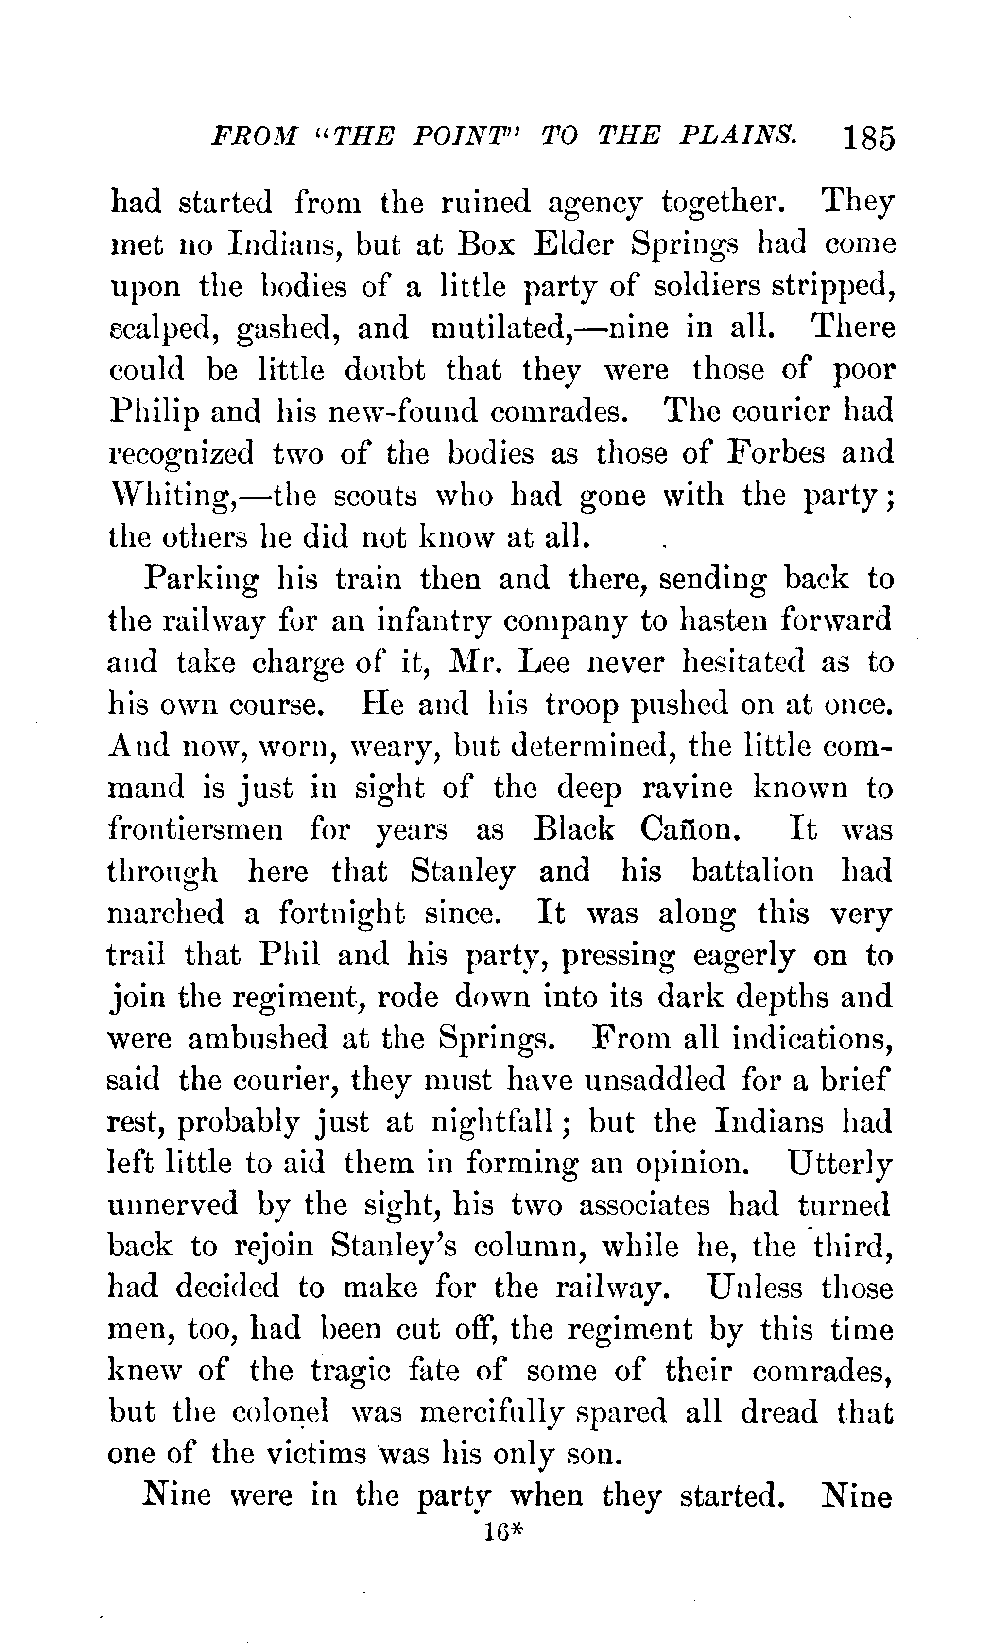 FROM "THE POINT" TO THE PLAINS. 185
had started from the ruined agency together. They
met no Indians, but at Box Elder Springs had come
upon the bodies of a little party of soldiers stripped,
scalped, gashed, and mutilated,—nine in all. There
could be little doubt that they were those of poor
Philip and his new-found comrades. The courier had
recognized two of the bodies as those of Forbes and
Whiting,—the scouts who had gone with the party;
the others he did not know at all.
Parking his train then and there, sending back to
the railway for an infantry company to hasten forward
and take charge of it, Mr. Lee never hesitated as to
his own course. He and his troop pushed on at once.
And now, worn, weary, but determined, the little com-
mand is just in sight of the deep ravine known to
frontiersmen for years as Black Cañon. It was
through here that Stanley and his battalion had
marched a fortnight since. It was along this very
trail that Phil and his party, pressing eagerly on to
join the regiment, rode down into its dark depths and
were ambushed at the Springs. From all indications,
said the courier, they must have unsaddled for a brief
rest, probably just at nightfall; but the Indians had
left little to aid them in forming an opinion. Utterly
unnerved by the sight, his two associates had turned
back to rejoin Stanley's column, while he, the third,
had decided to make for the railway. Unless those
men, too, had been cut off, the regiment by this time
knew of the tragic fate of some of their comrades,
but the colonel was mercifully spared all dread that
one of the victims was his only son.
Nine were in the party when they started. Nine
16*